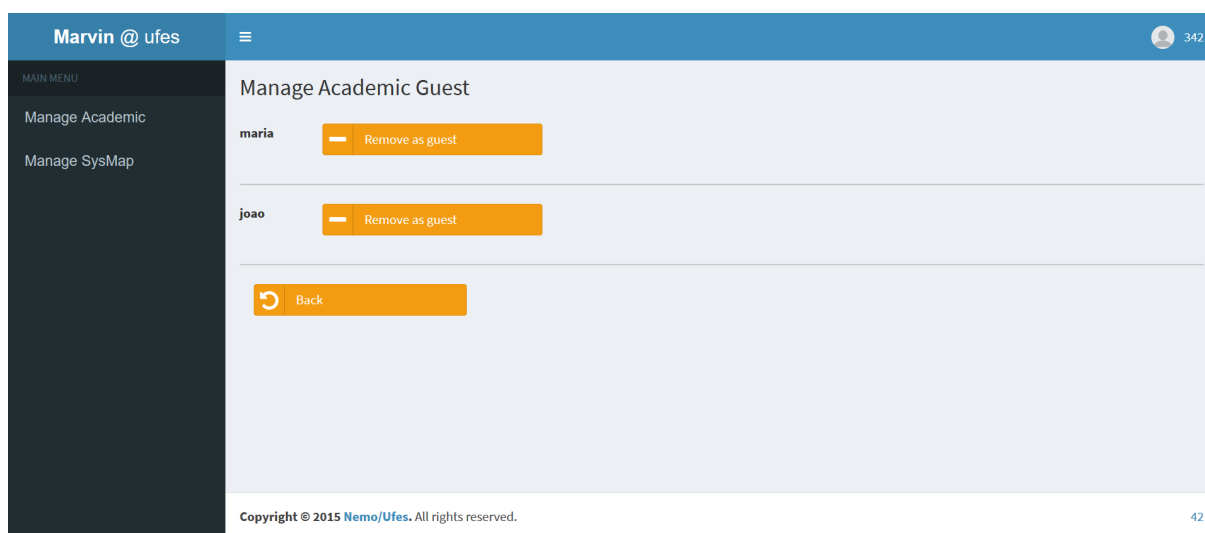 Marvin @ ufes
342
MAIN MENU
Manage Academic
Manage SysMap
Manage Academic Guest
maria
Remove as guest
joao
Remove as guest
Back
Copyright © 2015 Nemo/Ufes. All rights reserved.
42